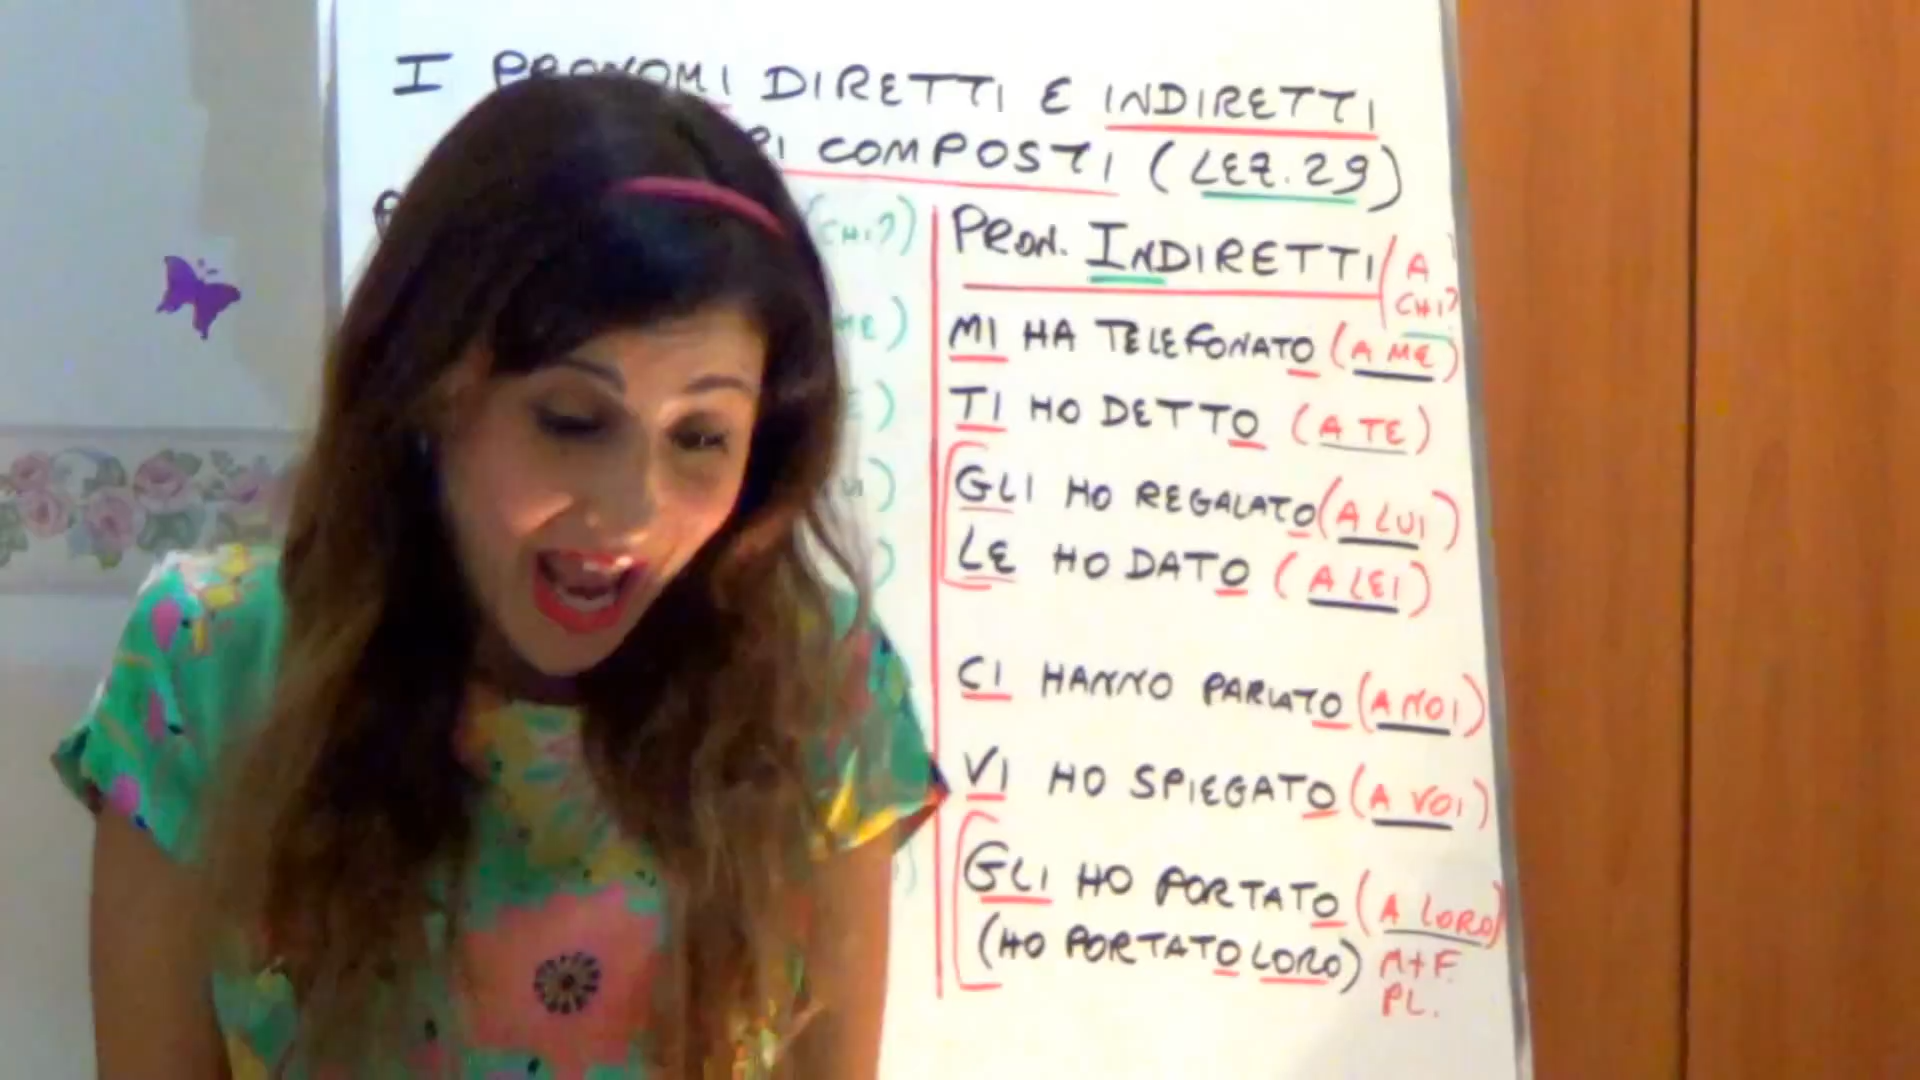 I PRONOMI DIRETTI E INDIRETTI
COMPOSTI (LEZ. 29)
(CHI?)
PRON. INDIRETTI (A CHI?)
MI HA TELEFONATO (A ME)
TI HO DETTO (A TE)
GLI HO REGALATO (A LUI)
LE HO DATO (A LEI)
CI HANNO PARLATO (A NOI)
VI HO SPIEGATO (A VOI)
GLI HO PORTATO (A LORO)
(HO PORTATO LORO) M+F.
PL.